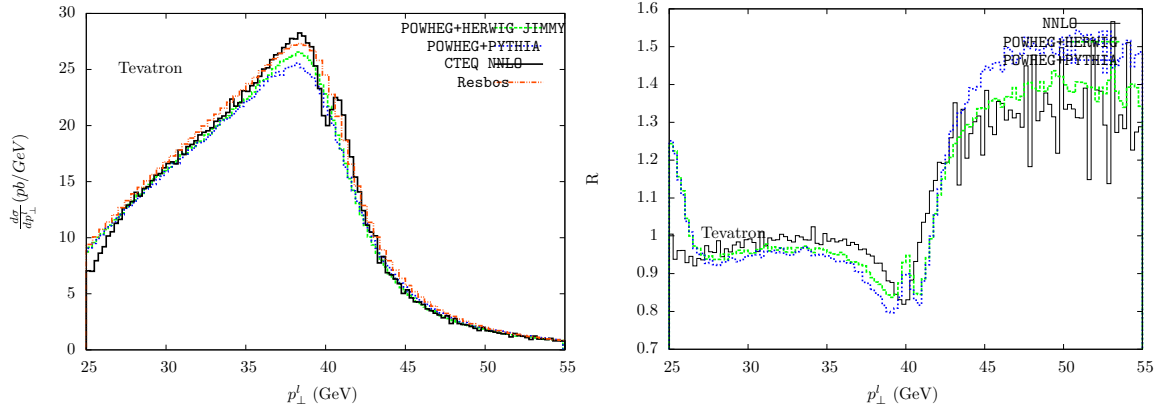 30
25
20
15
10
5
0
dσ/dp⊥^l (pb/GeV)
Tevatron
POWHEG+HERWIG JIMMY
POWHEG+PYTHIA
CTEQ NNLO
Resbos
25 30 35 40 45 50 55
p⊥^l (GeV)
1.6
1.5
1.4
1.3
1.2
1.1
1
0.9
0.8
0.7
R
NNLO
POWHEG+HERWIG
POWHEG+PYTHIA
Tevatron
25 30 35 40 45 50 55
p⊥^l (GeV)